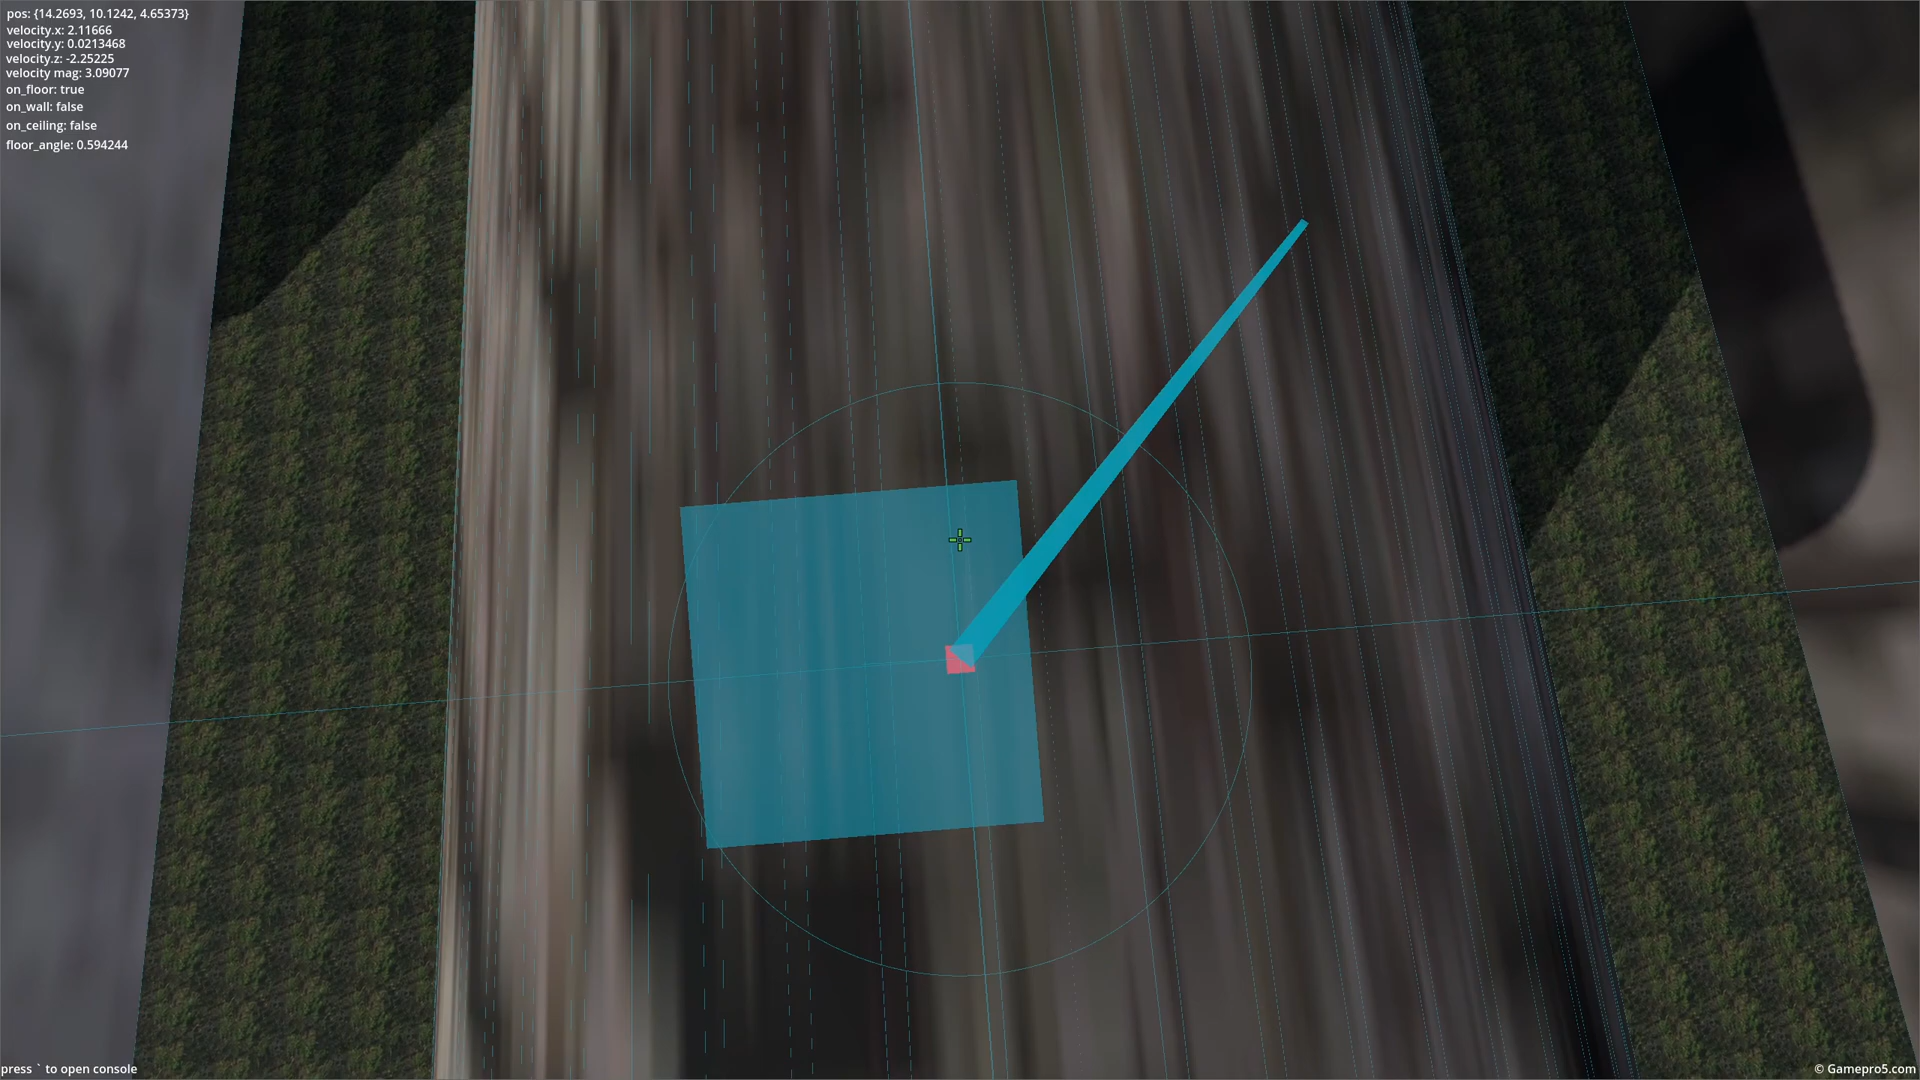 pos: {14.2693, 10.1242, 4.65373}
velocity.x: 2.11666
velocity.y: 0.0213468
velocity.z: -2.25225
velocity mag: 3.09077
on_floor: true
on_wall: false
on_ceiling: false
floor_angle: 0.594244
press ` to open console
© Gamepro5.com